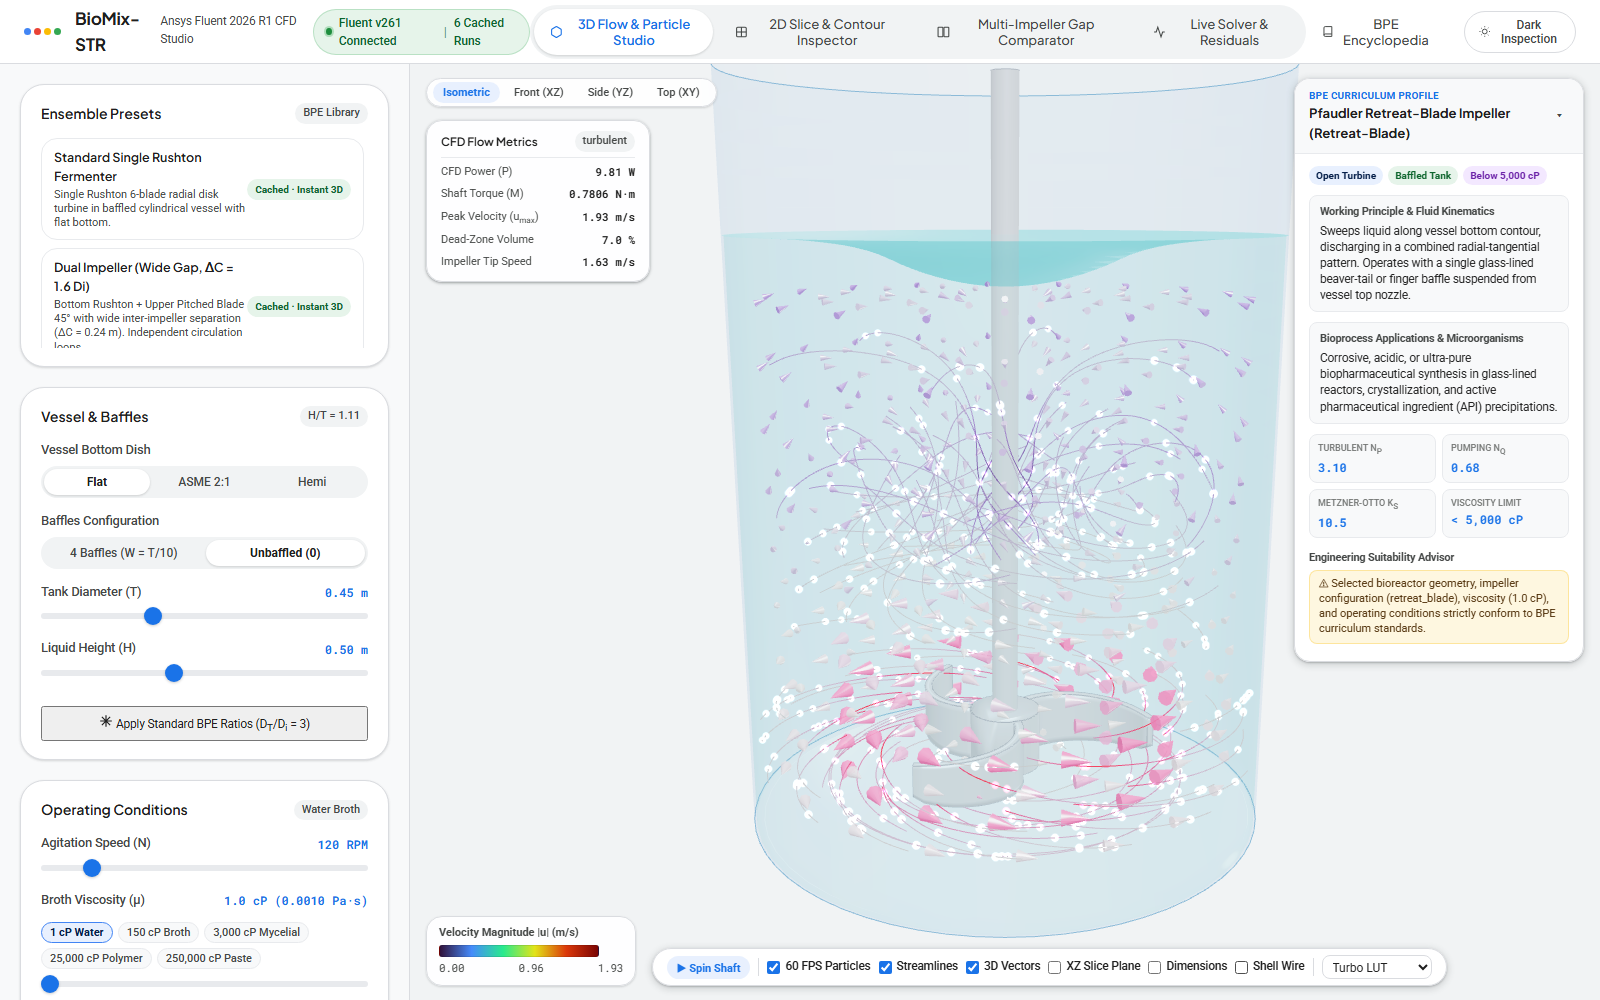 BioMix-STR
Ansys Fluent 2026 R1 CFD Studio
Fluent v261 Connected | 6 Cached Runs
3D Flow & Particle Studio
2D Slice & Contour Inspector
Multi-Impeller Gap Comparator
Live Solver & Residuals
BPE Encyclopedia
Dark Inspection
Ensemble Presets
BPE Library
Standard Single Rushton Fermenter
Single Rushton 6-blade radial disk turbine in baffled cylindrical vessel with flat bottom.
Cached · Instant 3D
Dual Impeller (Wide Gap, ΔC = 1.6 Di)
Bottom Rushton + Upper Pitched Blade 45° with wide inter-impeller separation (ΔC = 0.24 m). Independent circulation loops.
Cached · Instant 3D
Vessel & Baffles
H/T = 1.11
Vessel Bottom Dish
Flat
ASME 2:1
Hemi
Baffles Configuration
4 Baffles (W = T/10)
Unbaffled (0)
Tank Diameter (T)
0.45 m
Liquid Height (H)
0.50 m
Apply Standard BPE Ratios (DT/Di = 3)
Operating Conditions
Water Broth
Agitation Speed (N)
120 RPM
Broth Viscosity (μ)
1.0 cP (0.0010 Pa·s)
1 cP Water
150 cP Broth
3,000 cP Mycelial
25,000 cP Polymer
250,000 cP Paste
Isometric
Front (XZ)
Side (YZ)
Top (XY)
CFD Flow Metrics
turbulent
CFD Power (P)
9.81 W
Shaft Torque (M)
0.7806 N·m
Peak Velocity (umax)
1.93 m/s
Dead-Zone Volume
7.0 %
Impeller Tip Speed
1.63 m/s
Velocity Magnitude |u| (m/s)
0.00
0.96
1.93
▶ Spin Shaft
60 FPS Particles
Streamlines
3D Vectors
XZ Slice Plane
Dimensions
Shell Wire
Turbo LUT
BPE CURRICULUM PROFILE
Pfaudler Retreat-Blade Impeller (Retreat-Blade)
Open Turbine
Baffled Tank
Below 5,000 cP
Working Principle & Fluid Kinematics
Sweeps liquid along vessel bottom contour, discharging in a combined radial-tangential pattern. Operates with a single glass-lined beaver-tail or finger baffle suspended from vessel top nozzle.
Bioprocess Applications & Microorganisms
Corrosive, acidic, or ultra-pure biopharmaceutical synthesis in glass-lined reactors, crystallization, and active pharmaceutical ingredient (API) precipitations.
TURBULENT NP
3.10
PUMPING NQ
0.68
METZNER-OTTO KS
10.5
VISCOSITY LIMIT
< 5,000 cP
Engineering Suitability Advisor
⚠ Selected bioreactor geometry, impeller configuration (retreat_blade), viscosity (1.0 cP), and operating conditions strictly conform to BPE curriculum standards.